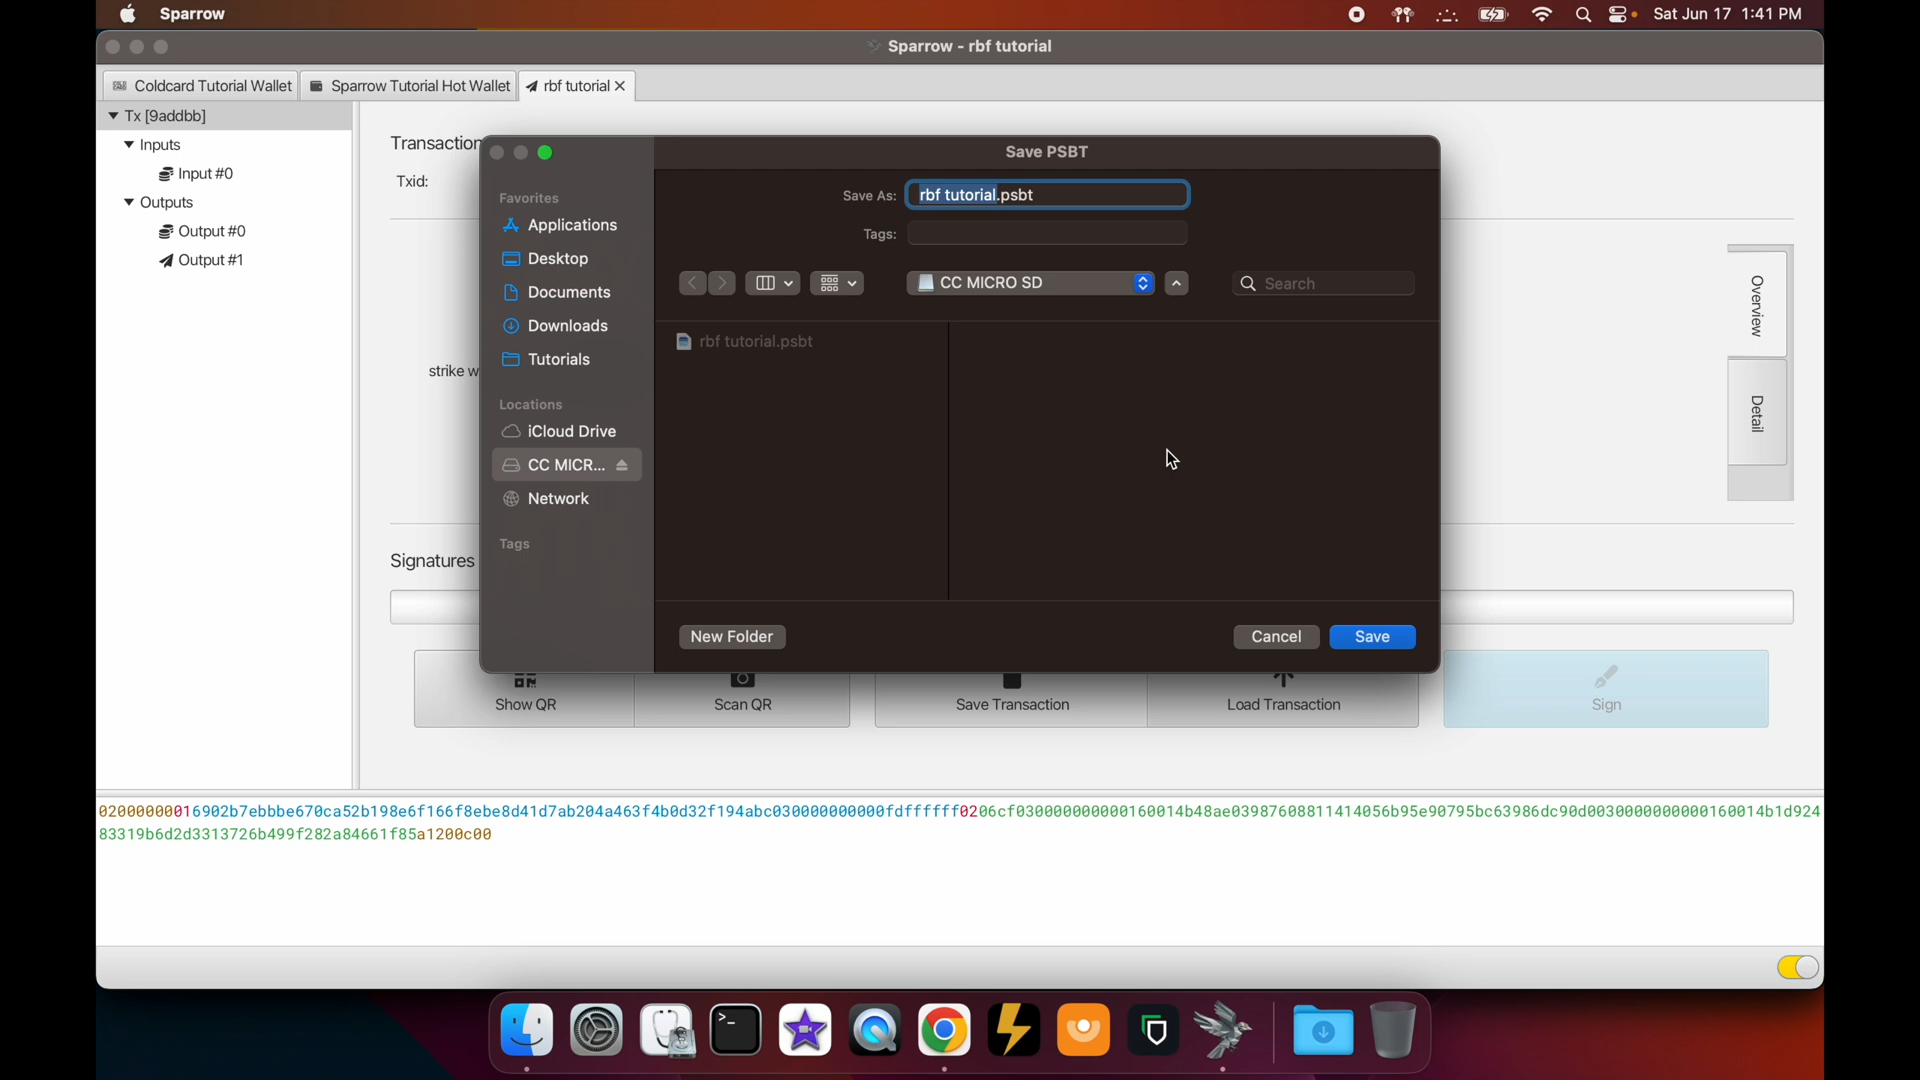 Sparrow
Sat Jun 17 1:41 PM
Sparrow - rbf tutorial
Coldcard Tutorial Wallet
Sparrow Tutorial Hot Wallet
rbf tutorial
Tx [9addbb]
Inputs
Input #0
Outputs
Output #0
Output #1
Transaction
Txid:
strike w
Signatures
Save PSBT
Favorites
Applications
Desktop
Documents
Downloads
Tutorials
Locations
iCloud Drive
CC MICR...
Network
Tags
Save As: rbf tutorial.psbt
Tags:
CC MICRO SD
Search
rbf tutorial.psbt
New Folder
Cancel
Save
Overview
Detail
Show QR
Scan QR
Save Transaction
Load Transaction
Sign
02000000016902b7ebbbe670ca52b198e6f166f8ebe8d41d7ab204a463f4b0d32f194abc030000000000fdffffff0206cf030000000000160014b48ae03987608811414056b95e90795bc63986dc90d0030000000000160014b1d924
83319b6d2d3313726b499f282a84661f85a1200c00